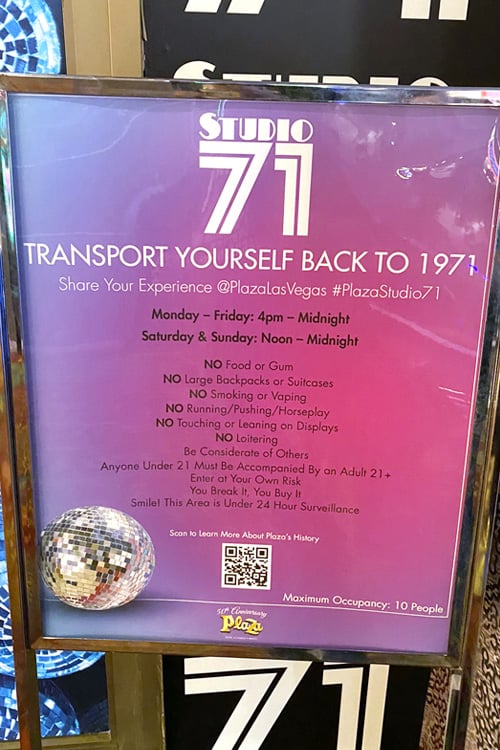 STUDIO
STUDIO
71
TRANSPORT YOURSELF BACK TO 1971
Share Your Experience @PlazaLasVegas #PlazaStudio71
Monday – Friday: 4pm – Midnight
Saturday & Sunday: Noon – Midnight
NO Food or Gum
NO Large Backpacks or Suitcases
NO Smoking or Vaping
NO Running/Pushing/Horseplay
NO Touching or Leaning on Displays
NO Loitering
Be Considerate of Others
Anyone Under 21 Must Be Accompanied By an Adult 21+
Enter at Your Own Risk
You Break It, You Buy It
Smile! This Area is Under 24 Hour Surveillance
Scan to Learn More About Plaza's History
Maximum Occupancy: 10 People
50th Anniversary
Plaza
71